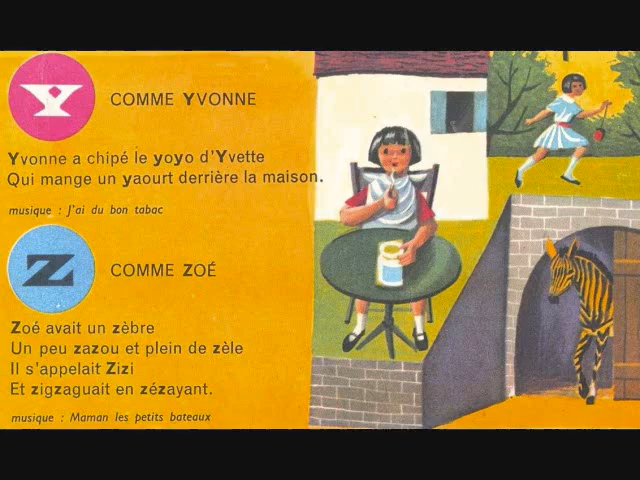 Y
COMME YVONNE
Yvonne a chipé le yoyo d'Yvette
Qui mange un yaourt derrière la maison.
musique : J'ai du bon tabac
Z
COMME ZOÉ
Zoé avait un zèbre
Un peu zazou et plein de zèle
Il s'appelait Zizi
Et zigzaguait en zézayant.
musique : Maman les petits bateaux